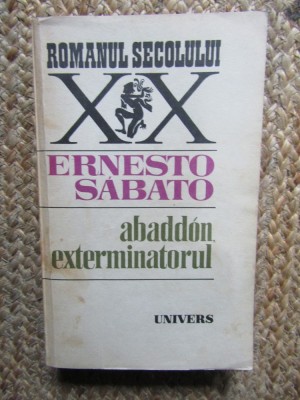 ROMANUL SECOLULUI
XX
ERNESTO
SÁBATO
abaddón
exterminatorul
UNIVERS